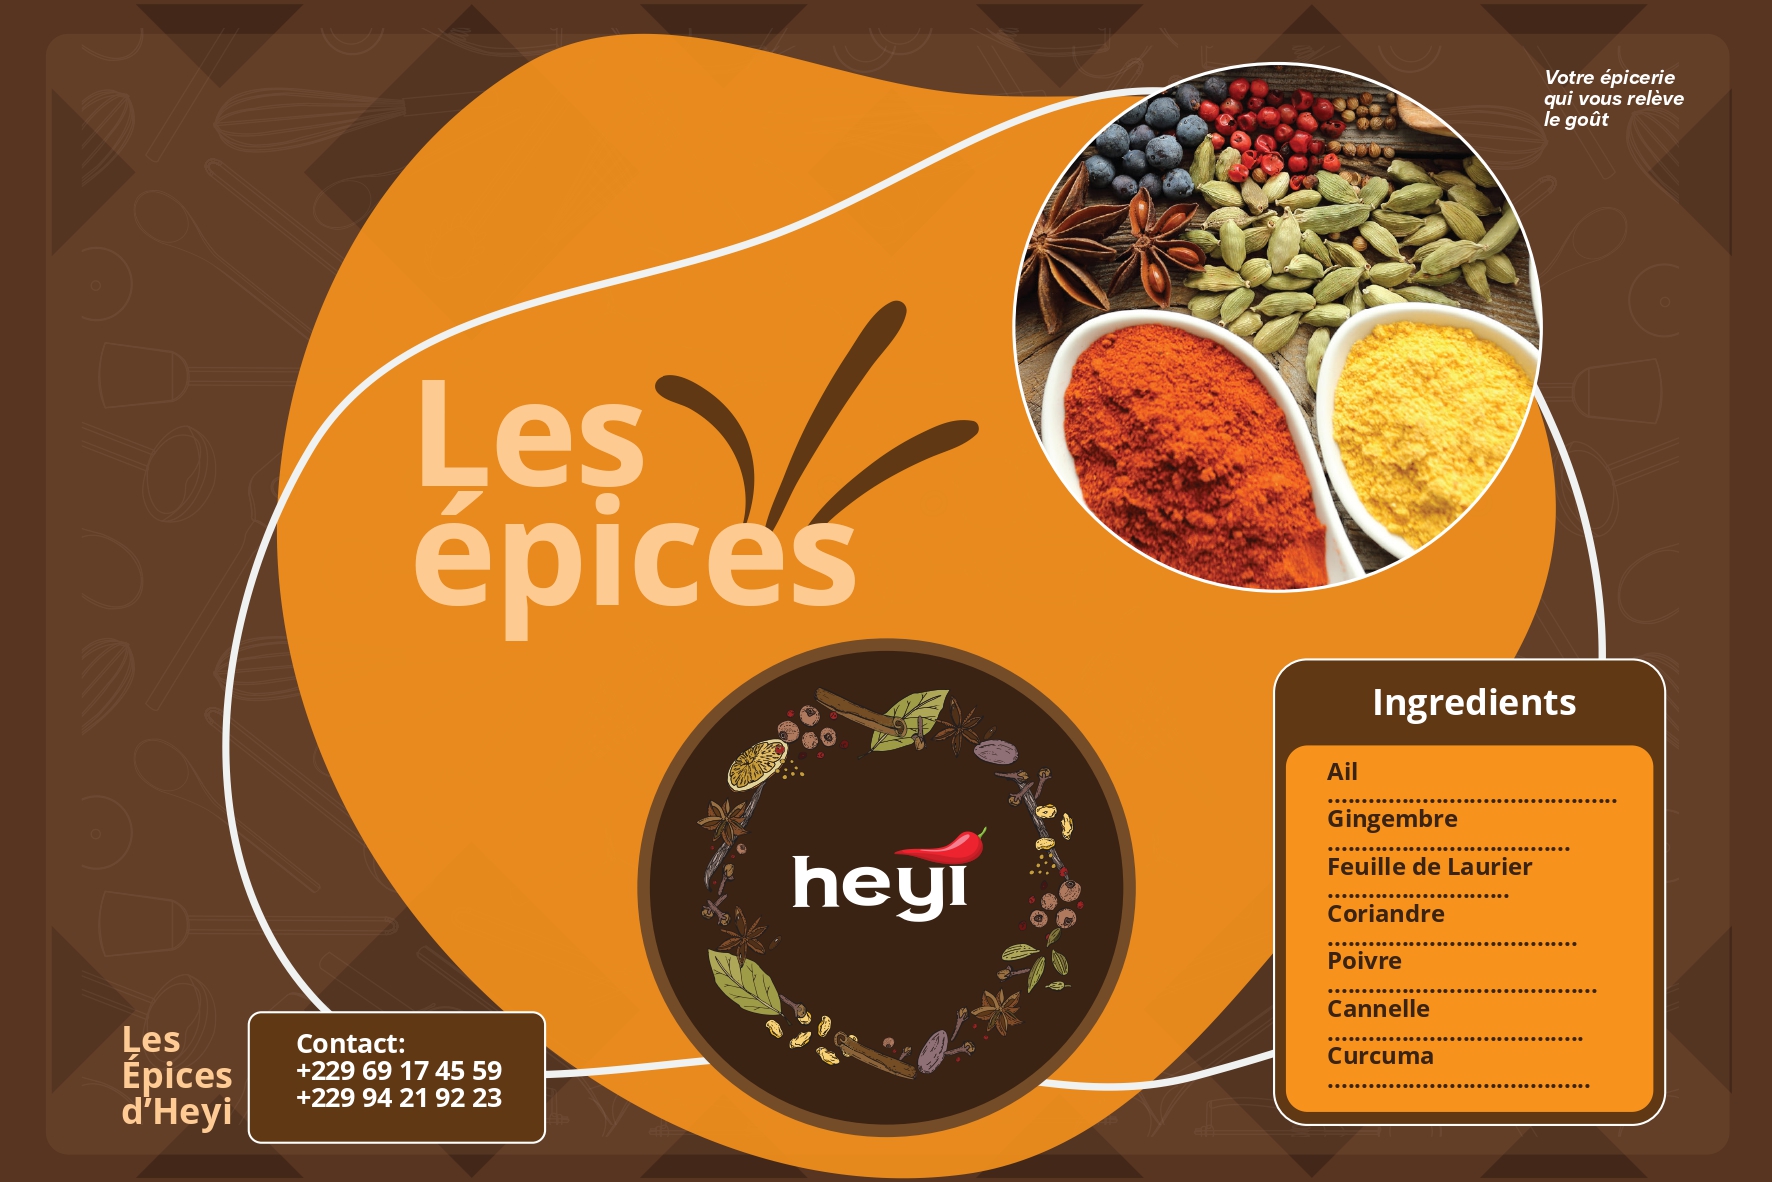 Votre épicerie
qui vous relève
le goût
Les
épices
heyi
Ingredients
Ail
...........................................
Gingembre
....................................
Feuille de Laurier
...........................
Coriandre
.....................................
Poivre
........................................
Cannelle
......................................
Curcuma
.......................................
Les
Épices
d’Heyi
Contact:
+229 69 17 45 59
+229 94 21 92 23